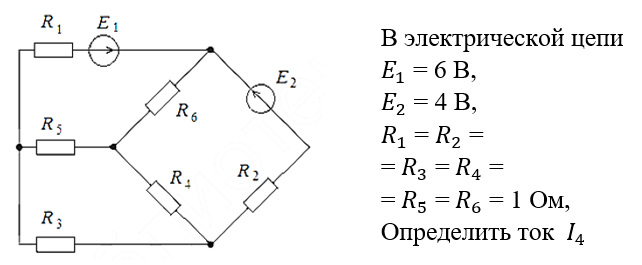 R₁
E₁
E₂
R₅
R₆
R₄
R₂
R₃
В электрической цепи
E₁ = 6 В,
E₂ = 4 В,
R₁ = R₂ =
= R₃ = R₄ =
= R₅ = R₆ = 1 Ом,
Определить ток I₄